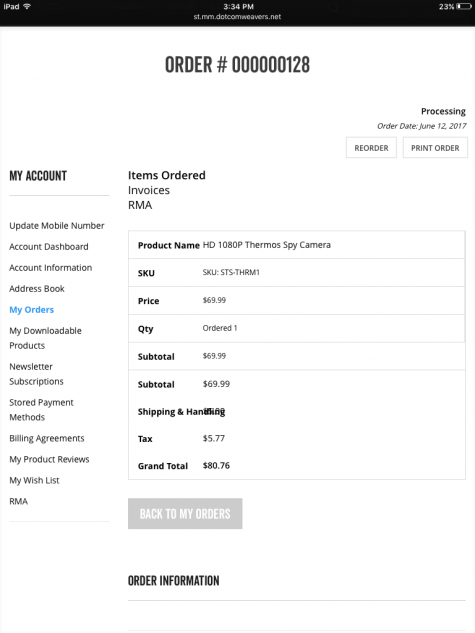 iPad 3:34 PM 23%
st.mm.dotcomweavers.net
ORDER # 000000128
Processing
Order Date: June 12, 2017
REORDER PRINT ORDER
MY ACCOUNT
Update Mobile Number
Account Dashboard
Account Information
Address Book
My Orders
My Downloadable
Products
Newsletter
Subscriptions
Stored Payment
Methods
Billing Agreements
My Product Reviews
My Wish List
RMA
Items Ordered
Invoices
RMA
Product Name HD 1080P Thermos Spy Camera
SKU SKU: STS-THRM1
Price $69.99
Qty Ordered 1
Subtotal $69.99
Subtotal $69.99
Shipping & Handling
Tax $5.77
Grand Total $80.76
BACK TO MY ORDERS
ORDER INFORMATION